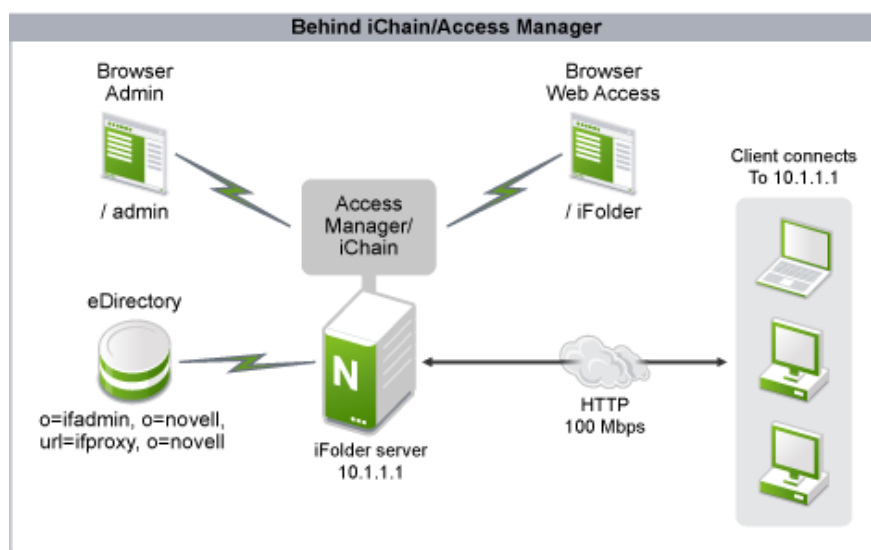 Behind iChain/Access Manager
Browser
Admin
/ admin
Browser
Web Access
/ iFolder
Access
Manager/
iChain
Client connects
To 10.1.1.1
eDirectory
o=ifadmin, o=novell,
url=ifproxy, o=novell
N
iFolder server
10.1.1.1
HTTP
100 Mbps